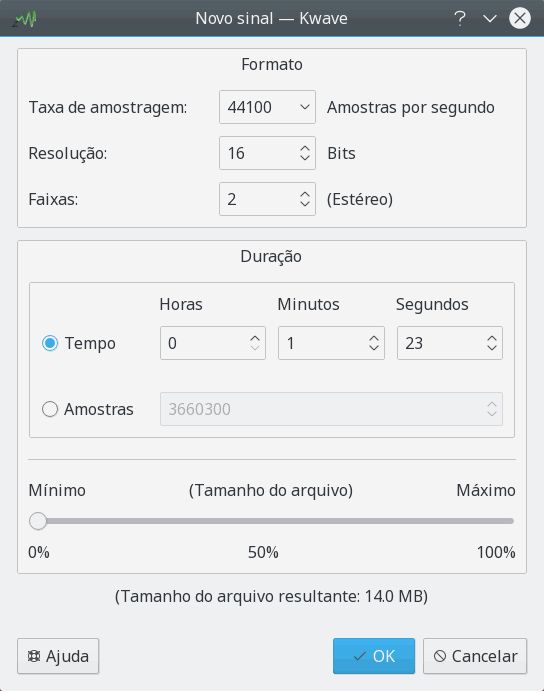 Novo sinal — Kwave
Formato
Taxa de amostragem: 44100 Amostras por segundo
Resolução: 16 Bits
Faixas: 2 (Estéreo)
Duração
Horas Minutos Segundos
Tempo 0 1 23
Amostras 3660300
Mínimo (Tamanho do arquivo) Máximo
0% 50% 100%
(Tamanho do arquivo resultante: 14.0 MB)
Ajuda OK Cancelar